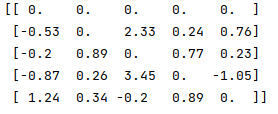 [[ 0.    0.    0.    0.    0.  ]
 [-0.53  0.    2.33  0.24  0.76]
 [-0.2   0.89  0.    0.77  0.23]
 [-0.87  0.26  3.45  0.   -1.05]
 [ 1.24  0.34 -0.2   0.89  0.  ]]